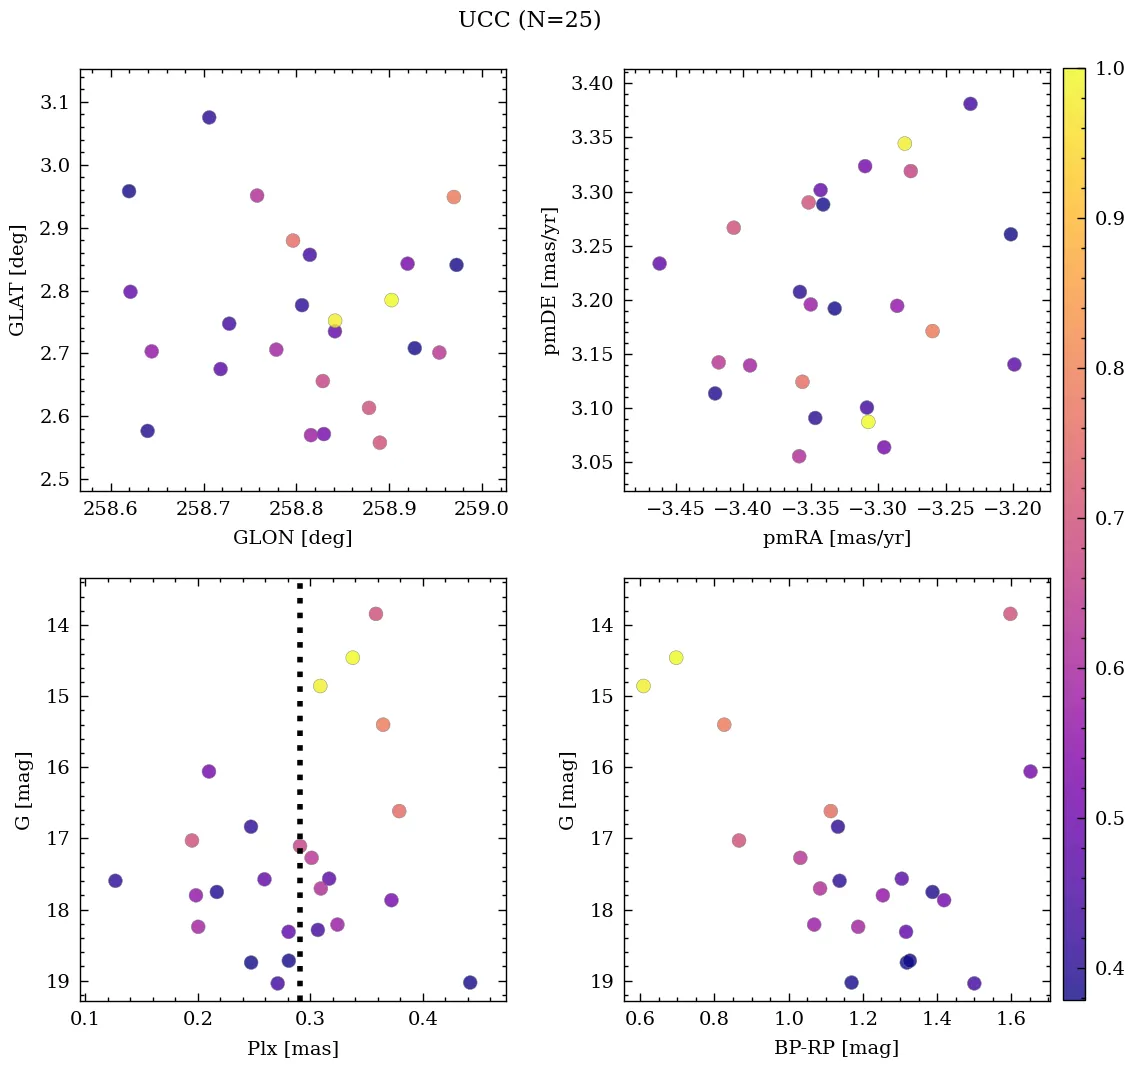 UCC (N=25)
3.1
3.0
2.9
2.8
2.7
2.6
2.5
GLAT [deg]
258.6 258.7 258.8 258.9 259.0
GLON [deg]
3.40
3.35
3.30
3.25
3.20
3.15
3.10
3.05
pmDE [mas/yr]
−3.45 −3.40 −3.35 −3.30 −3.25 −3.20
pmRA [mas/yr]
14
15
16
17
18
19
G [mag]
0.1 0.2 0.3 0.4
Plx [mas]
14
15
16
17
18
19
G [mag]
0.6 0.8 1.0 1.2 1.4 1.6
BP-RP [mag]
1.0
0.9
0.8
0.7
0.6
0.5
0.4